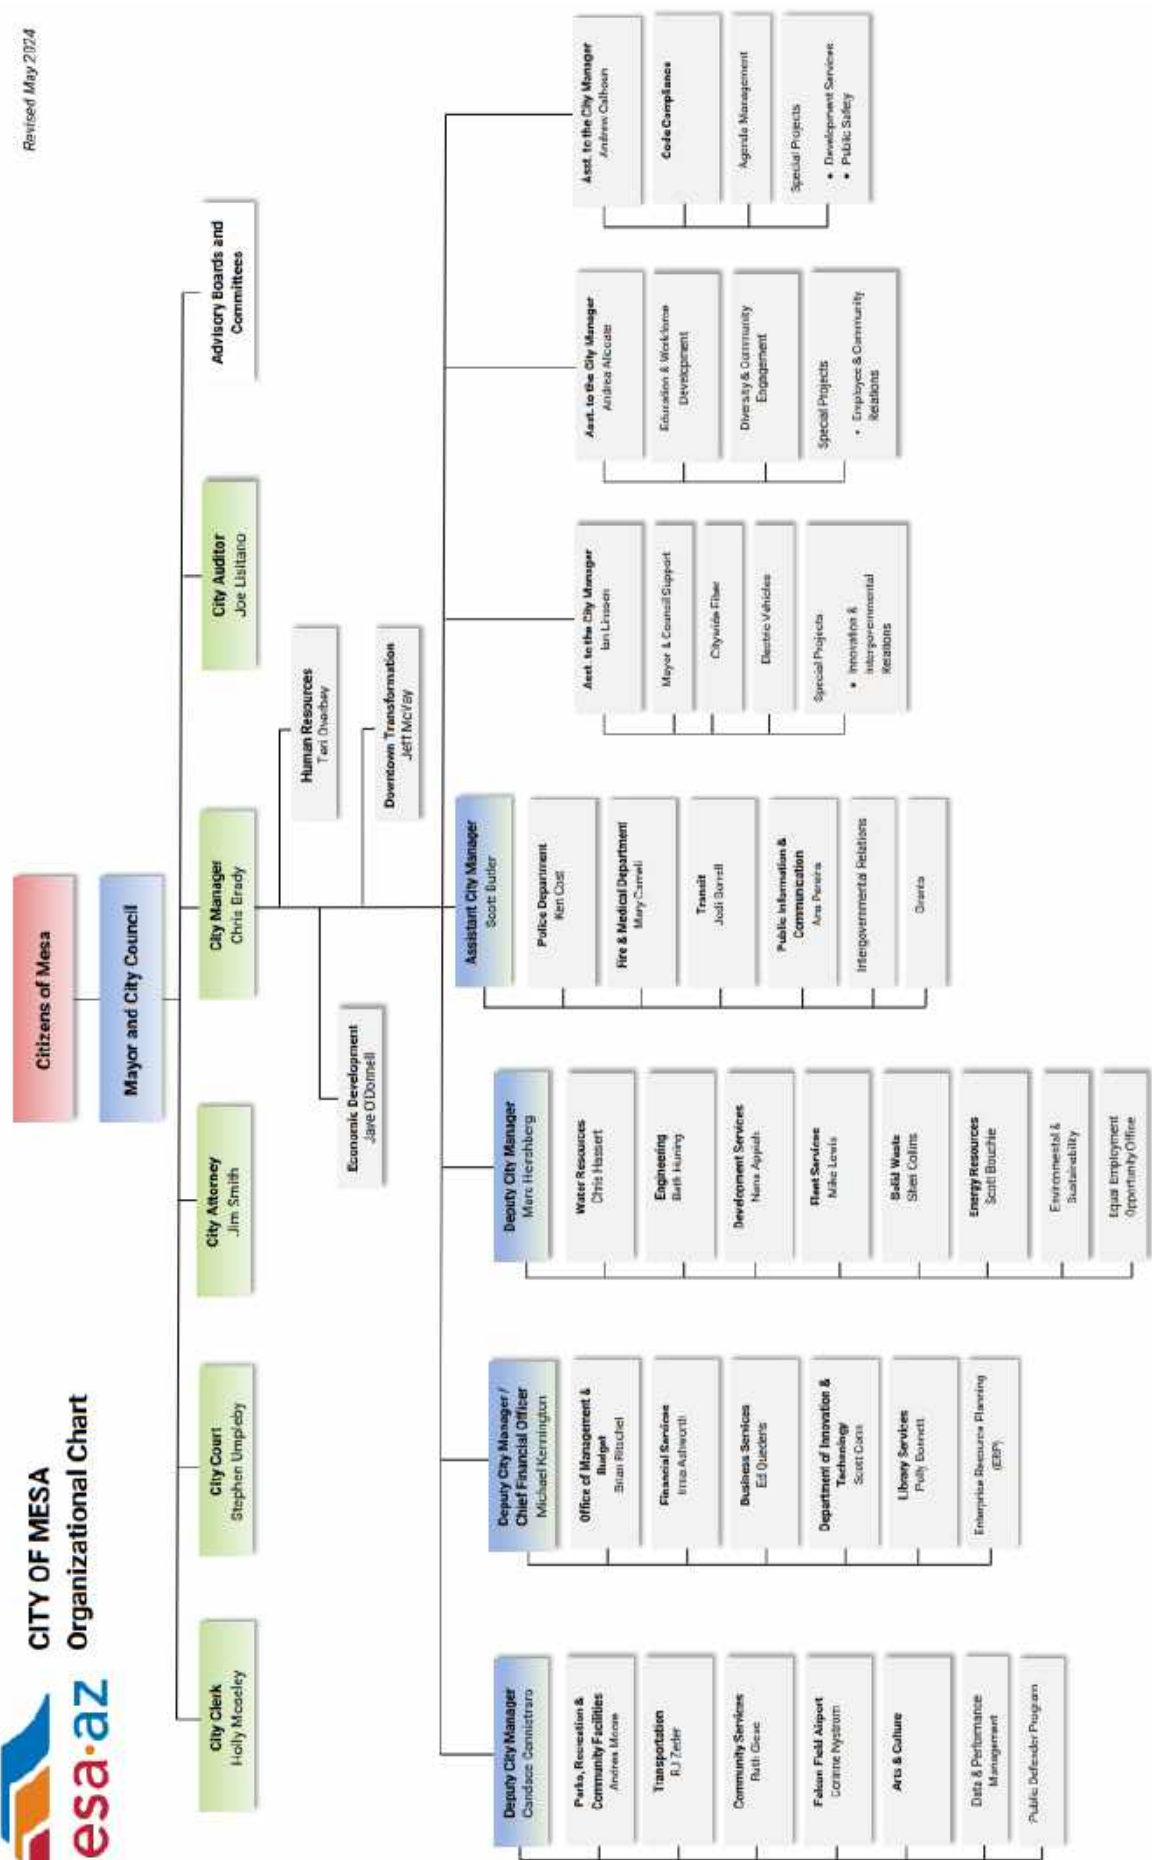 esa·az
CITY OF MESA
Organizational Chart
Revised May 2024
Citizens of Mesa
Mayor and City Council
City Clerk
Holly Moseley
City Court
Stephen Umpleby
City Attorney
Jim Smith
City Manager
Chris Brady
City Auditor
Joe Lisitano
Advisory Boards and
Committees
Human Resources
Teri Overbey
Economic Development
Jaye O'Donnell
Downtown Transformation
Jeff McVay
Deputy City Manager
Candace Cannistraro
Parks, Recreation &
Community Facilities
Andrea Moore
Transportation
RJ Zeder
Community Services
Ruth Giese
Falcon Field Airport
Corinne Nystrom
Arts & Culture
Data & Performance
Management
Public Defender Program
Deputy City Manager /
Chief Financial Officer
Michael Kennington
Office of Management &
Budget
Brian Ritschel
Financial Services
Irma Ashworth
Business Services
Ed Quedens
Department of Innovation &
Technology
Scott Conn
Library Services
Polly Bonnett
Enterprise Resource Planning
(ERP)
Deputy City Manager
Marc Heirshberg
Water Resources
Chris Hassert
Engineering
Beth Huning
Development Services
Nana Appiah
Fleet Services
Mike Lewis
Solid Waste
Sheri Collins
Energy Resources
Scott Bouchie
Environmental &
Sustainability
Equal Employment
Opportunity Office
Assistant City Manager
Scott Butler
Police Department
Ken Cost
Fire & Medical Department
Mary Cameli
Transit
Jodi Sorrell
Public Information &
Communication
Ana Pereira
Intergovernmental Relations
Grants
Asst. to the City Manager
Ian Linssen
Mayor & Council Support
Citywide Fiber
Electric Vehicles
Special Projects
• Innovation &
Intergovernmental
Relations
Asst. to the City Manager
Andrea Alicoate
Education & Workforce
Development
Diversity & Community
Engagement
Special Projects
• Employee & Community
Relations
Asst. to the City Manager
Andrew Calhoun
Code Compliance
Agenda Management
Special Projects
• Development Services
• Public Safety